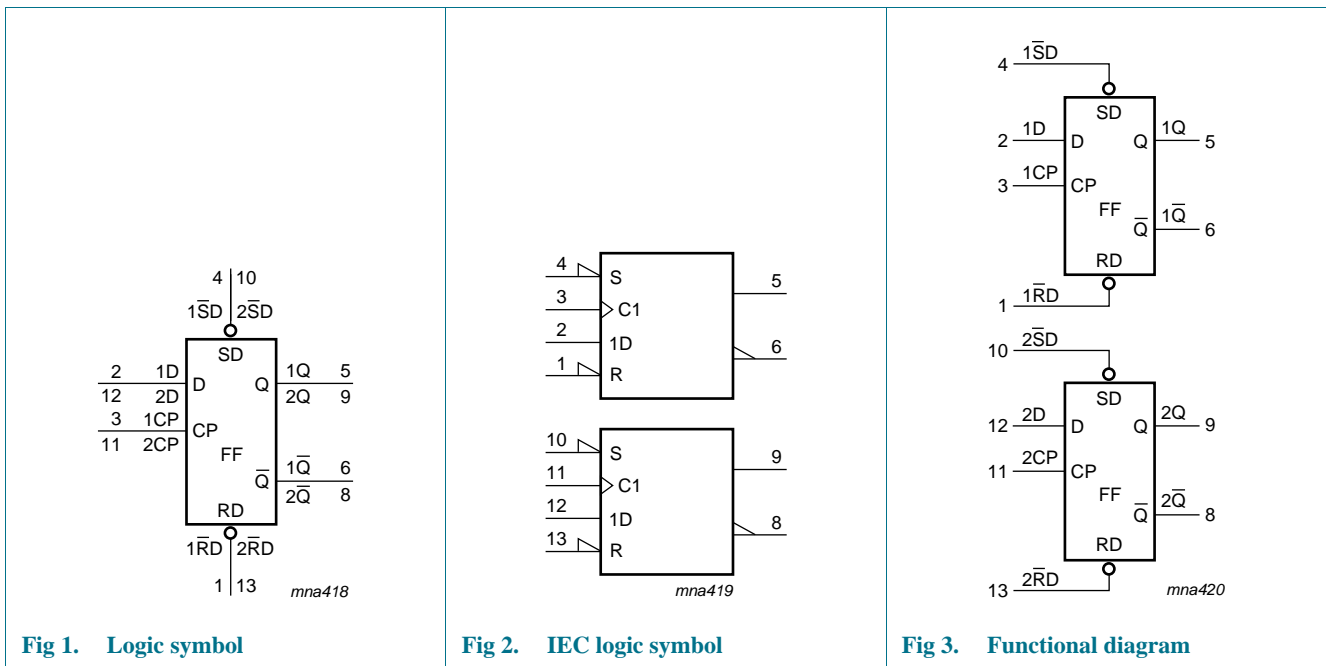 4 10
1S̅D 2S̅D
SD
2 1D D Q 1Q 5
12 2D 2Q 9
3 1CP CP
11 2CP
FF
Q̅ 1Q̅ 6
2Q̅ 8
RD
1R̅D 2R̅D
1 13
mna418
Fig 1. Logic symbol
4 S
5
3 C1
2 1D
6
1 R
10 S
9
11 C1
12 1D
8
13 R
mna419
Fig 2. IEC logic symbol
4 1S̅D
SD
2 1D D Q 1Q 5
3 1CP CP
FF
Q̅ 1Q̅ 6
RD
1 1R̅D
10 2S̅D
SD
12 2D D Q 2Q 9
11 2CP CP
FF
Q̅ 2Q̅ 8
RD
13 2R̅D
mna420
Fig 3. Functional diagram